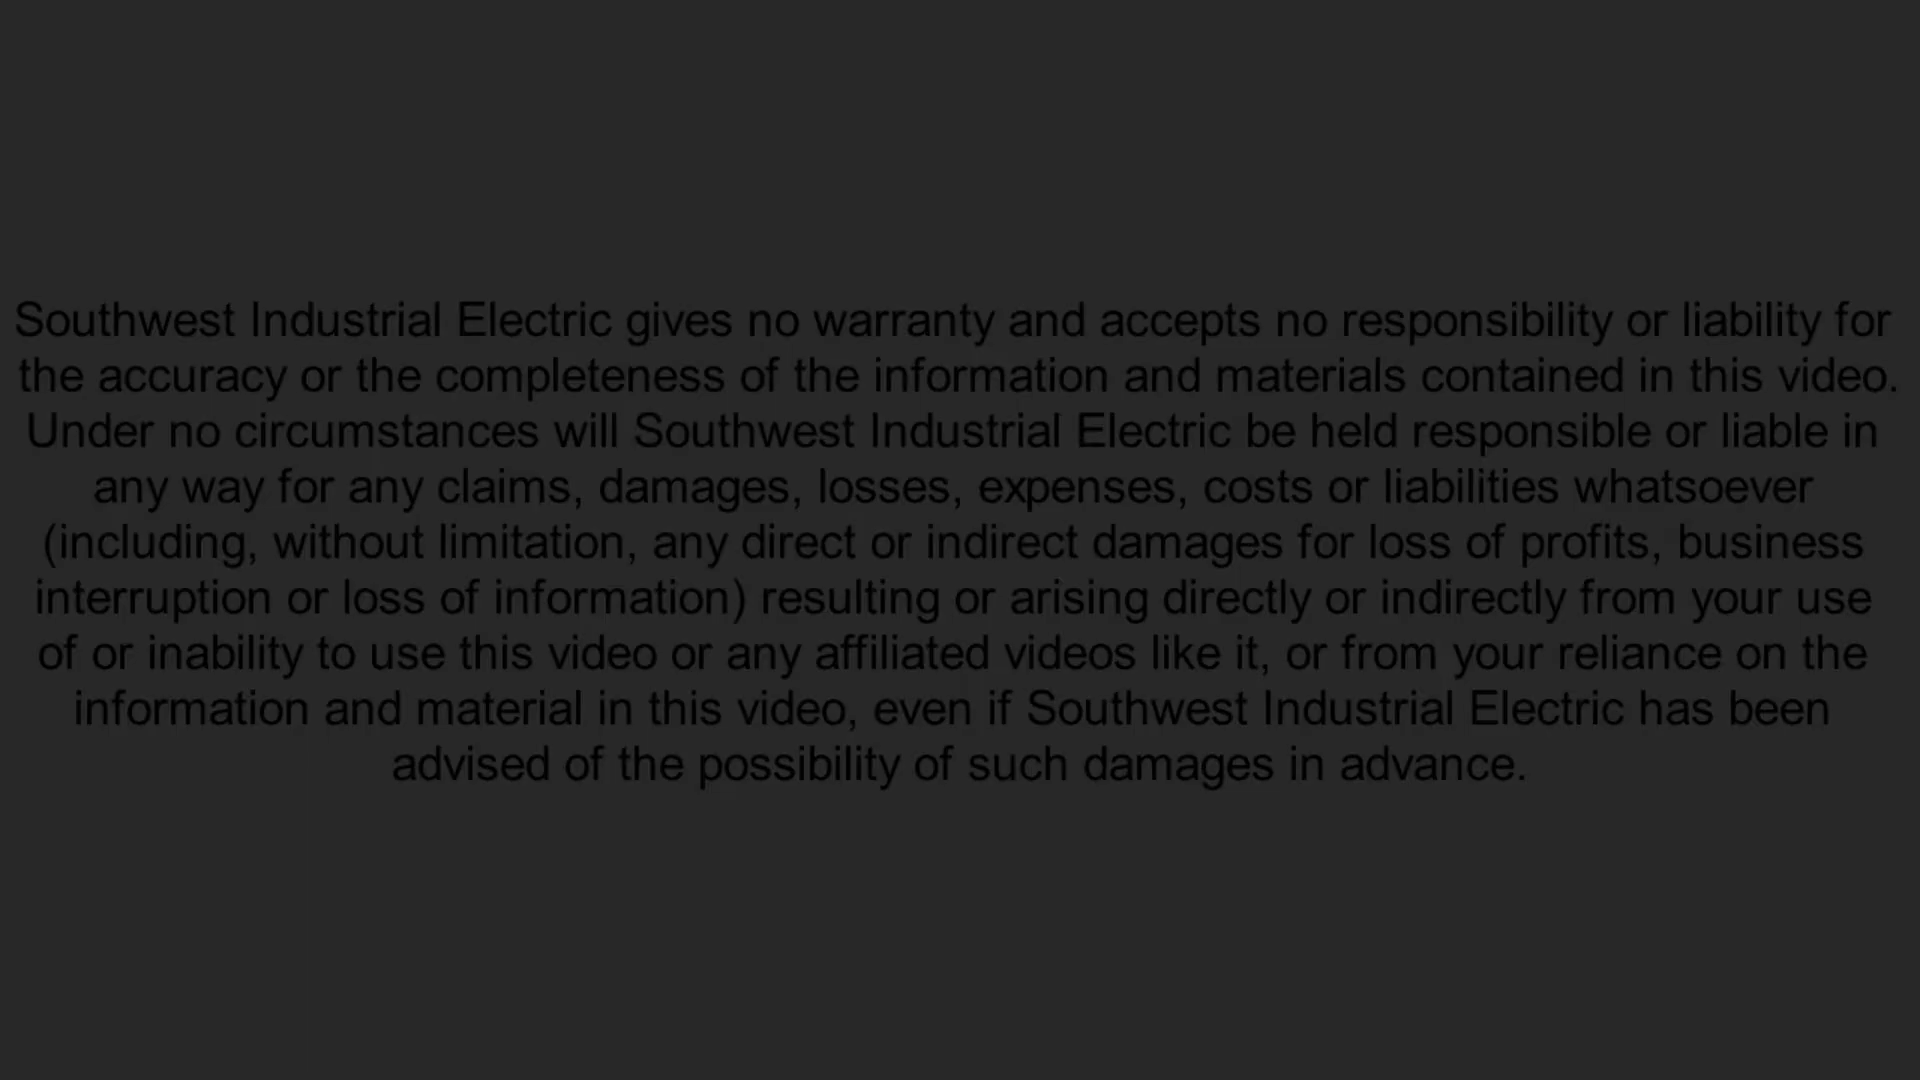 Southwest Industrial Electric gives no warranty and accepts no responsibility or liability for
the accuracy or the completeness of the information and materials contained in this video.
Under no circumstances will Southwest Industrial Electric be held responsible or liable in
any way for any claims, damages, losses, expenses, costs or liabilities whatsoever
(including, without limitation, any direct or indirect damages for loss of profits, business
interruption or loss of information) resulting or arising directly or indirectly from your use
of or inability to use this video or any affiliated videos like it, or from your reliance on the
information and material in this video, even if Southwest Industrial Electric has been
advised of the possibility of such damages in advance.